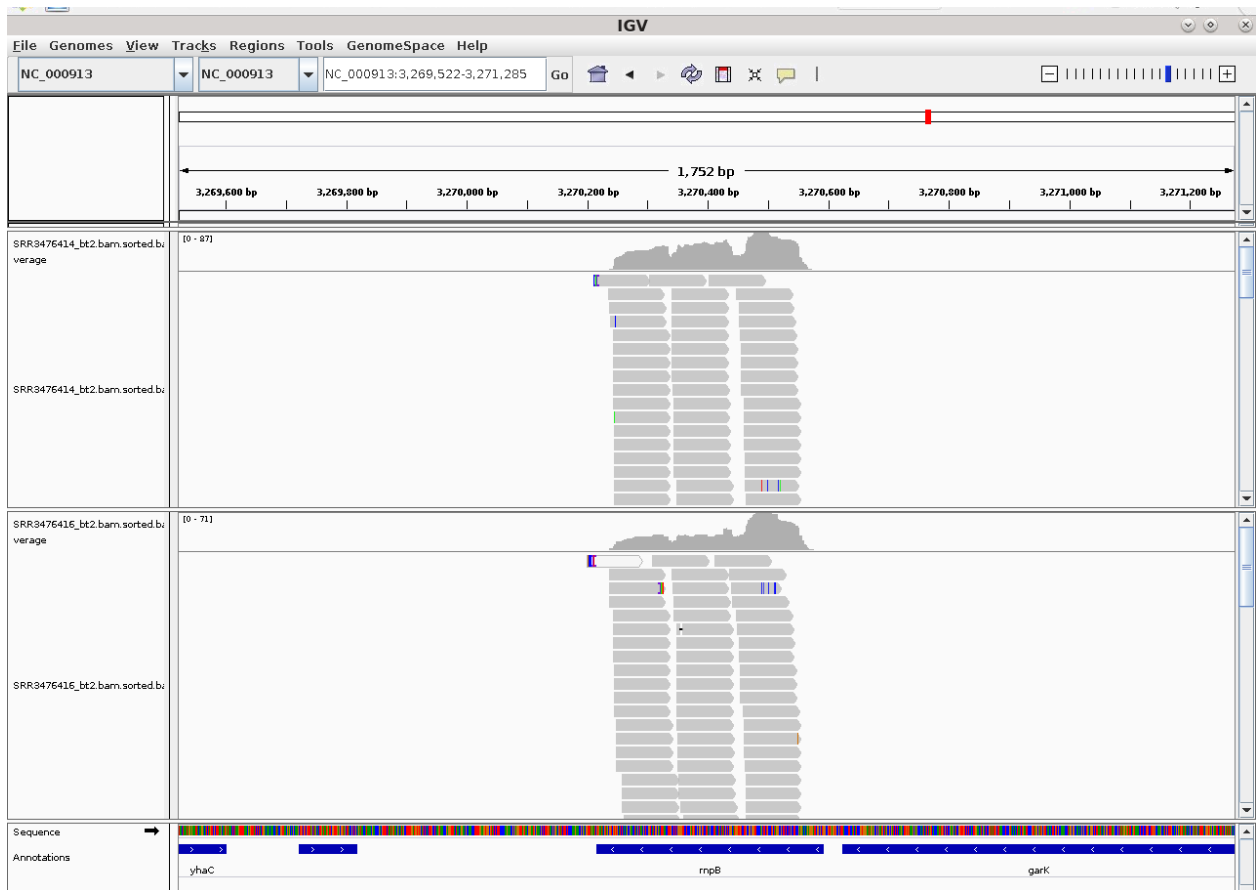 IGV
File Genomes View Tracks Regions Tools GenomeSpace Help
NC_000913 NC_000913 NC_000913:3,269,522-3,271,285 Go
1,752 bp
3,269,600 bp 3,269,800 bp 3,270,000 bp 3,270,200 bp 3,270,400 bp 3,270,600 bp 3,270,800 bp 3,271,000 bp 3,271,200 bp
SRR3476414_bt2.bam.sorted.ba
verage
[0 - 87]
SRR3476414_bt2.bam.sorted.ba
SRR3476416_bt2.bam.sorted.ba
verage
[0 - 71]
SRR3476416_bt2.bam.sorted.ba
Sequence
Annotations
yhaC rnpB garK